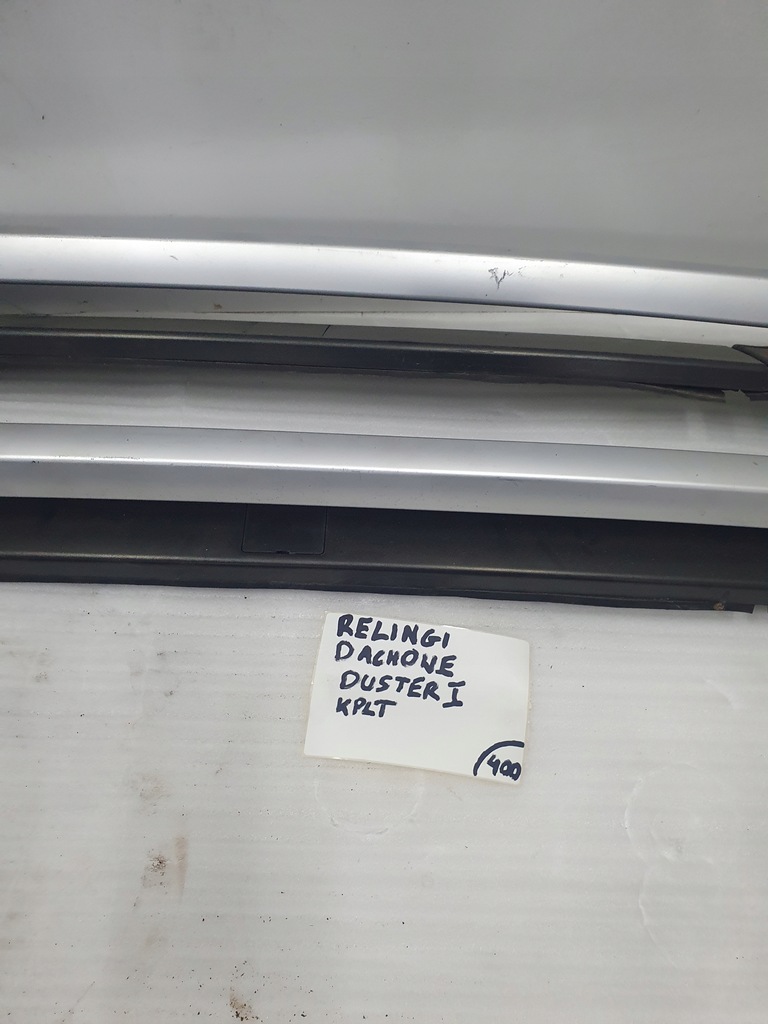 RELINGI
DACHOWE
DUSTER I
KPLT
400